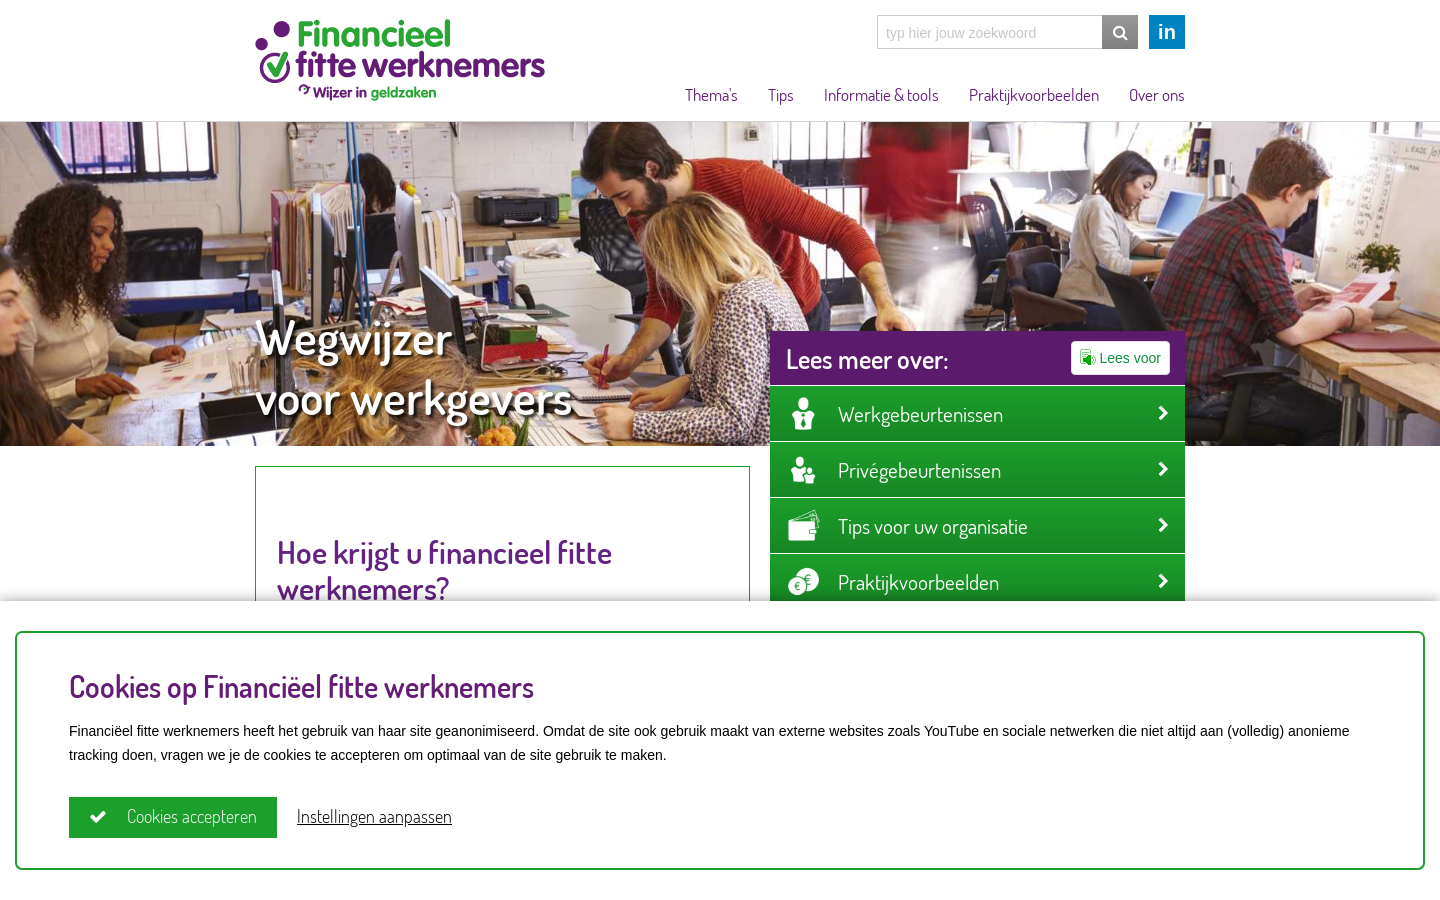 Financieel
fitte werknemers
Wijzer in geldzaken
typ hier jouw zoekwoord
in
Thema's
Tips
Informatie & tools
Praktijkvoorbeelden
Over ons
Wegwijzer
voor werkgevers
Lees meer over:
Lees voor
Werkgebeurtenissen
Privégebeurtenissen
Tips voor uw organisatie
Praktijkvoorbeelden
Hoe krijgt u financieel fitte
werknemers?
Cookies op Financiëel fitte werknemers
Financiëel fitte werknemers heeft het gebruik van haar site geanonimiseerd. Omdat de site ook gebruik maakt van externe websites zoals YouTube en sociale netwerken die niet altijd aan (volledig) anonieme
tracking doen, vragen we je de cookies te accepteren om optimaal van de site gebruik te maken.
Cookies accepteren
Instellingen aanpassen